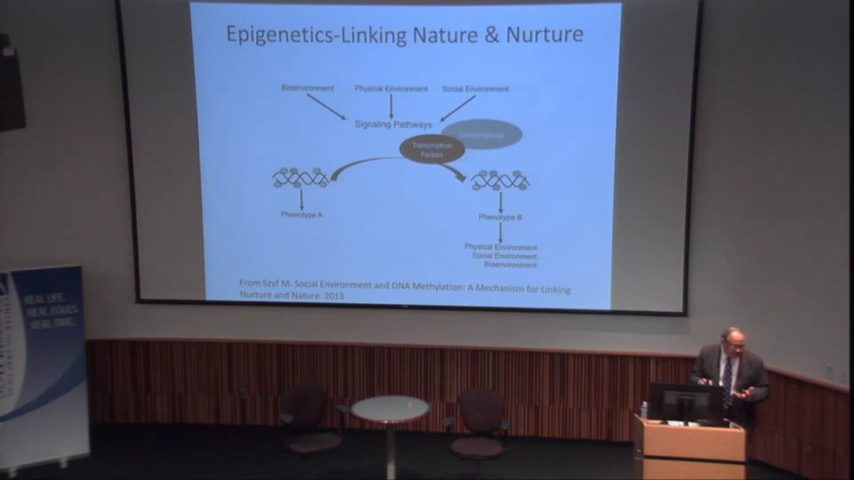 Epigenetics-Linking Nature & Nurture
Bioenvironment
Physical Environment
Social Environment
Signaling Pathways
Transcription
Factors
Phenotype A
Phenotype B
Physical Environment
Social Environment
Bioenvironment
From Szyf M. Social Environment and DNA Methylation: A Mechanism for Linking
Nurture and Nature. 2013
REAL LIFE.
REAL ISSUES.
REAL TIME.